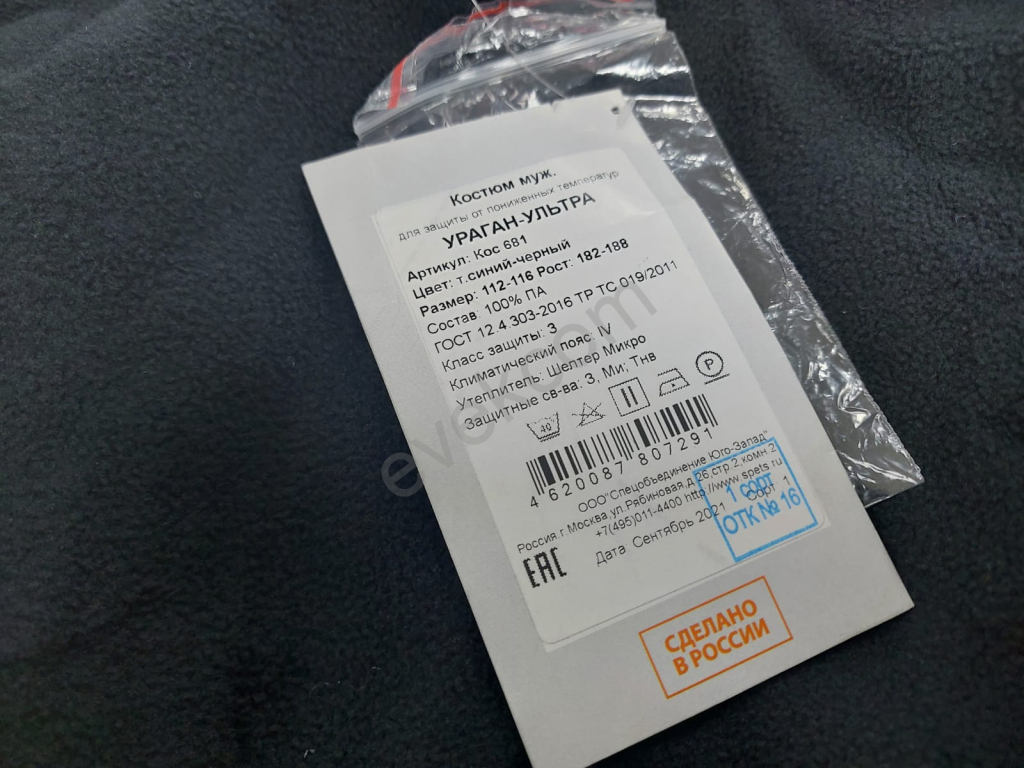 Костюм муж.
для защиты от пониженных температур
УРАГАН-УЛЬТРА
Артикул: Кос 681
Цвет: т.синий-черный
Размер: 112-116 Рост: 182-188
Состав: 100% ПА
ГОСТ 12.4.303-2016 ТР ТС 019/2011
Класс защиты: 3
Климатический пояс: IV
Утеплитель: Шелтер Микро
Защитные св-ва: З, Ми; Тнв
40
P
4 620087 807291
ООО"Спецобъединение Юго-Запад"
Россия.г.Москва,ул.Рябиновая,д.26,стр.2,комн.2
+7(495)011-4400 http://www.spets.ru
Дата Сентябрь 2021 Сорт 1
EAC
1 сорт
ОТК № 16
СДЕЛАНО
В РОССИИ
evekom